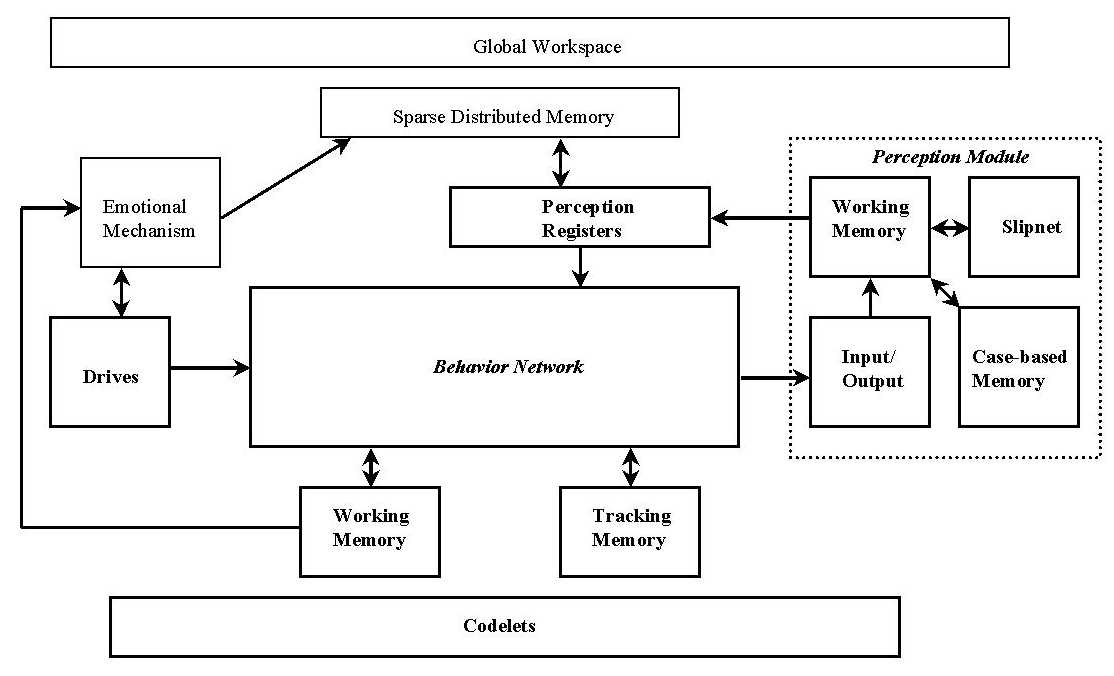 Global Workspace
Sparse Distributed Memory
Perception Module
Emotional
Mechanism
Perception
Registers
Working
Memory
Slipnet
Drives
Behavior Network
Input/
Output
Case-based
Memory
Working
Memory
Tracking
Memory
Codelets